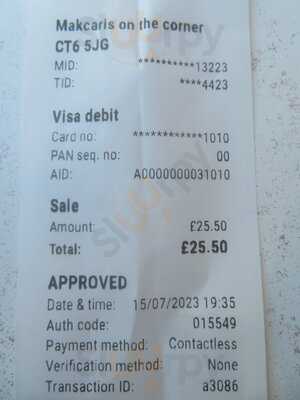 Makcaris on the corner
CT6 5JG
MID: **********13223
TID: ****4423
Visa debit
Card no: ************1010
PAN seq. no: 00
AID: A0000000031010
Sale
Amount: £25.50
Total: £25.50
APPROVED
Date & time: 15/07/2023 19:35
Auth code: 015549
Payment method: Contactless
Verification method: None
Transaction ID: a3086
sluurpy